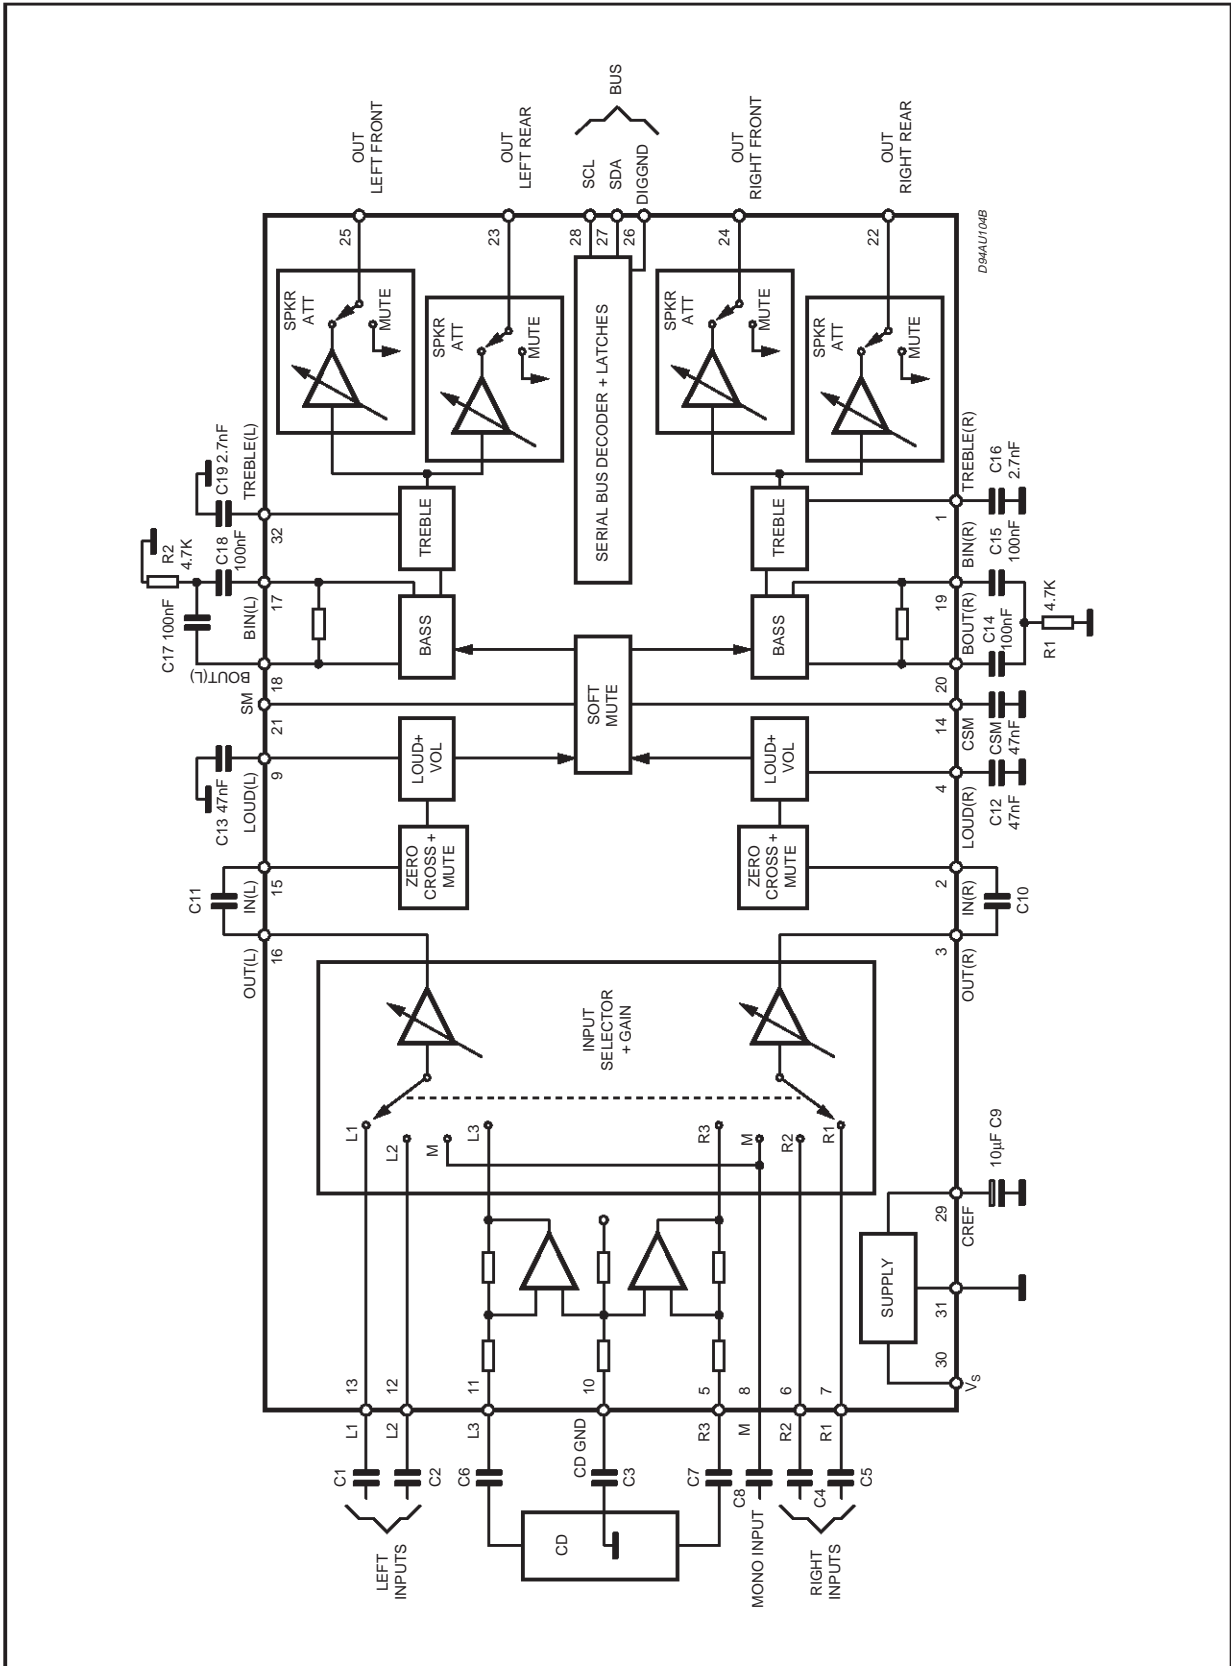 LEFT
INPUTS
C1
C2
L1
13
L2
12
CD
C6
L3
11
C3
CD GND
10
C7
R3
5
MONO INPUT
C8
M
8
RIGHT
INPUTS
C4
R2
6
C5
R1
7
L1
L2
M
L3
R3
M
R2
R1
INPUT
SELECTOR
+ GAIN
SUPPLY
VS
30
31
29
CREF
10µF C9
OUT(L)
16
C11
IN(L)
15
OUT(R)
3
C10
IN(R)
2
ZERO
CROSS +
MUTE
ZERO
CROSS +
MUTE
C13 47nF
LOUD(L)
9
LOUD+
VOL
LOUD+
VOL
4
LOUD(R)
C12
47nF
SM
21
SOFT
MUTE
14
CSM
CSM
47nF
BOUT(L)
18
C17 100nF
BIN(L)
17
R2
4.7K
C18
100nF
BASS
BASS
20
BOUT(R)
C14
100nF
R1
4.7K
19
BIN(R)
C15
100nF
C19 2.7nF
TREBLE(L)
32
TREBLE
TREBLE
1
TREBLE(R)
C16
2.7nF
SERIAL BUS DECODER + LATCHES
SPKR
ATT
MUTE
25
OUT
LEFT FRONT
SPKR
ATT
MUTE
23
OUT
LEFT REAR
28
SCL
27
SDA
26
DIGGND
BUS
SPKR
ATT
MUTE
24
OUT
RIGHT FRONT
SPKR
ATT
MUTE
22
OUT
RIGHT REAR
D94AU104B